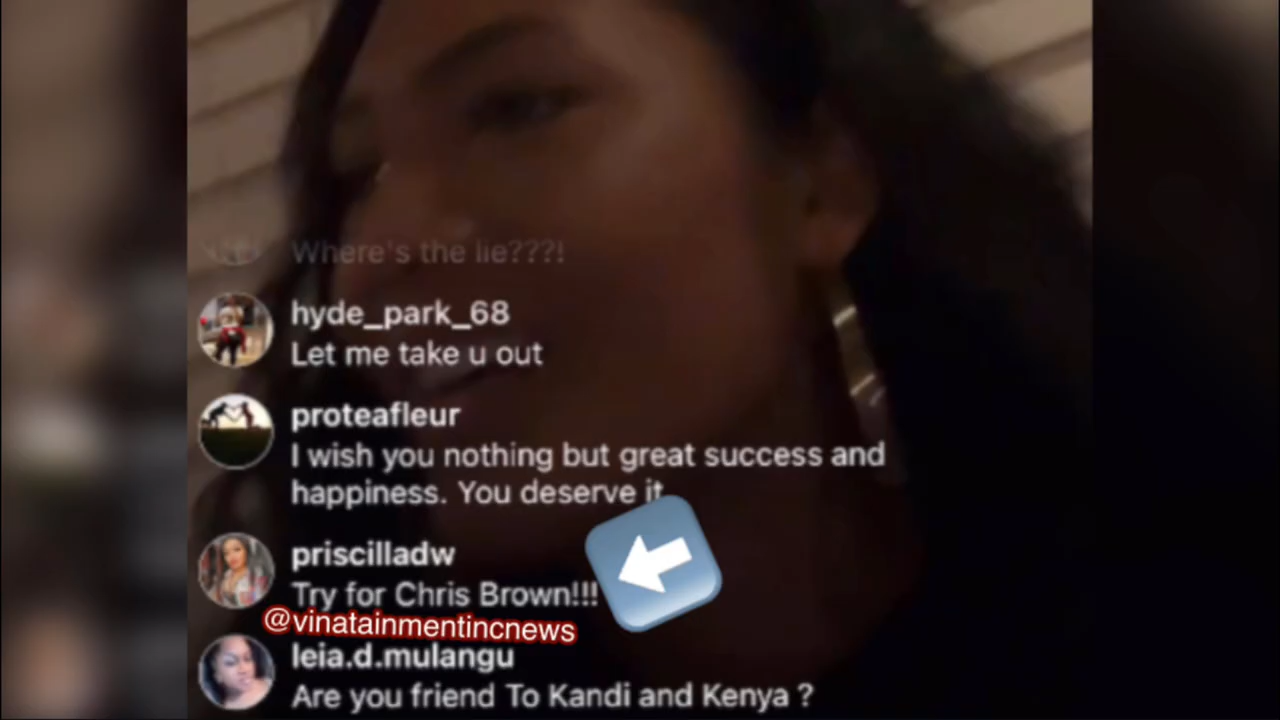 Where's the lie???!
hyde_park_68
Let me take u out
proteafleur
I wish you nothing but great success and
happiness. You deserve it
priscilladw
Try for Chris Brown!!!
@vinatainmentincnews
leia.d.mulangu
Are you friend To Kandi and Kenya ?